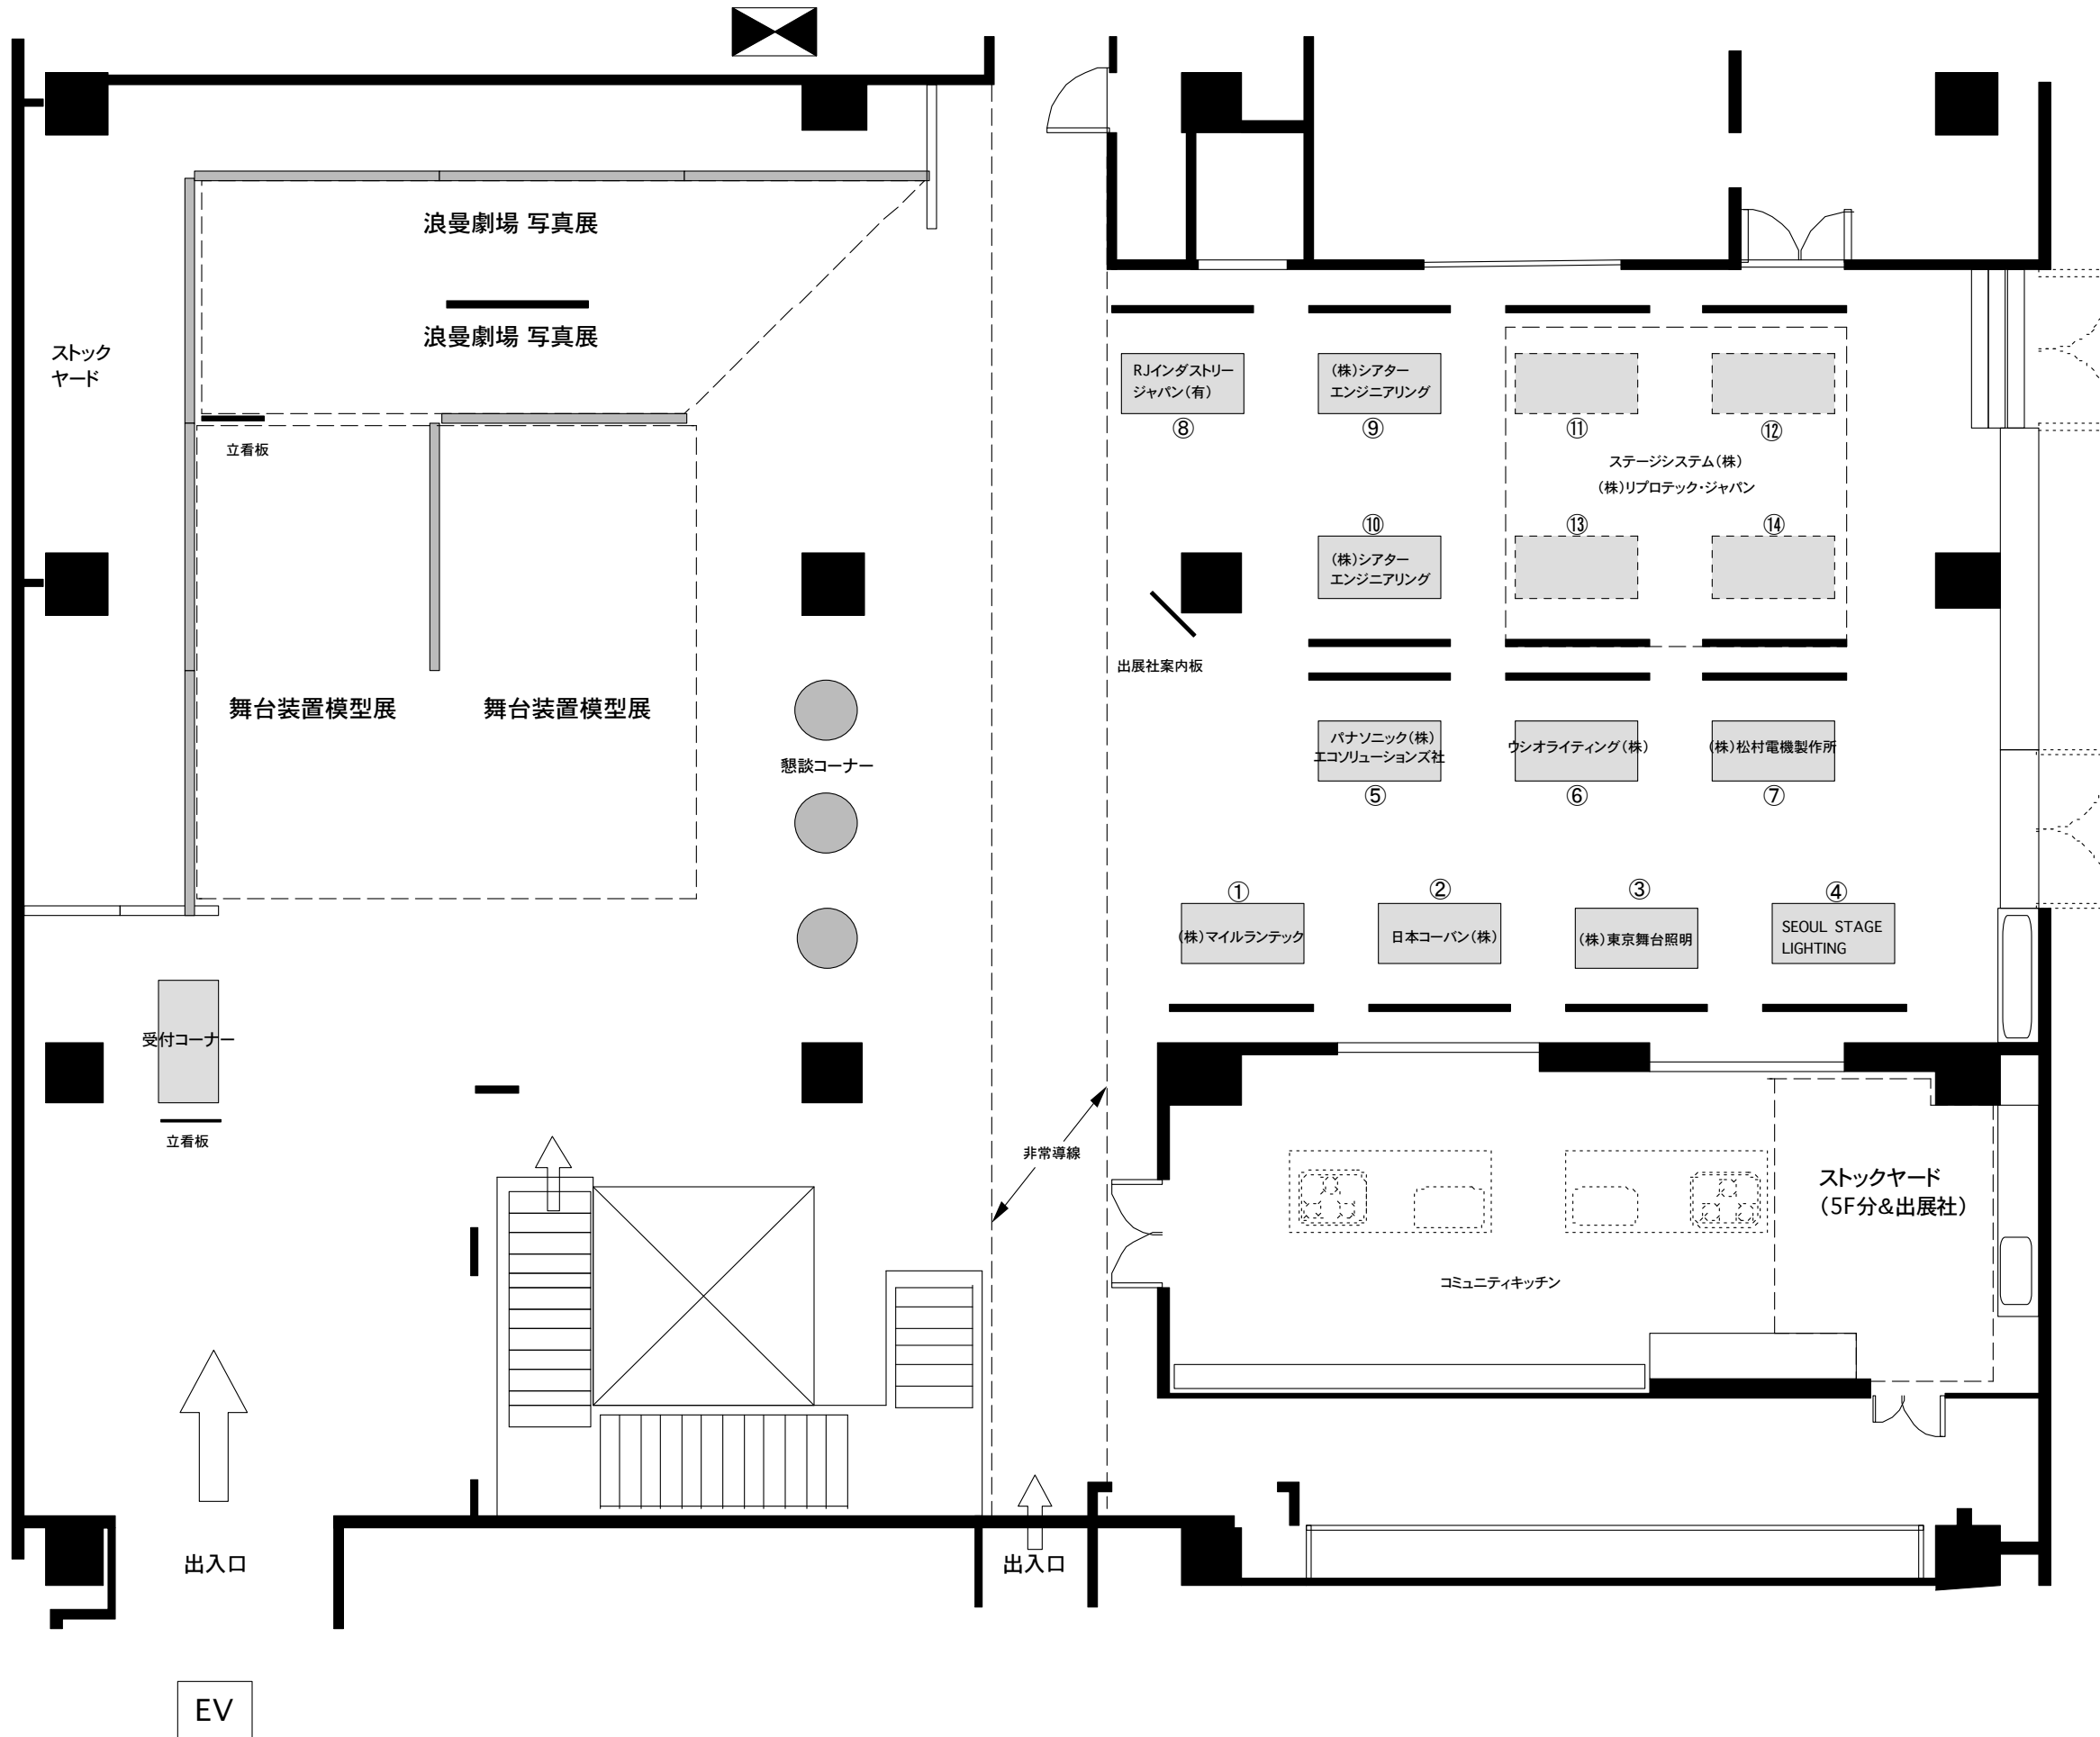 浪曼劇場 写真展
浪曼劇場 写真展
ストック
ヤード
立看板
舞台装置模型展
舞台装置模型展
懇談コーナー
受付コーナー
立看板
出入口
EV
非常導線
出入口
RJインダストリー
ジャパン(有)
⑧
(株)シアター
エンジニアリング
⑨
⑪
⑫
ステージシステム(株)
(株)リプロテック・ジャパン
⑩
(株)シアター
エンジニアリング
⑬
⑭
出展社案内板
パナソニック(株)
エコソリューションズ社
⑤
ウシオライティング(株)
⑥
(株)松村電機製作所
⑦
①
(株)マイルランテック
②
日本コーバン(株)
③
(株)東京舞台照明
④
SEOUL STAGE
LIGHTING
ストックヤード
(5F分&出展社)
コミュニティキッチン